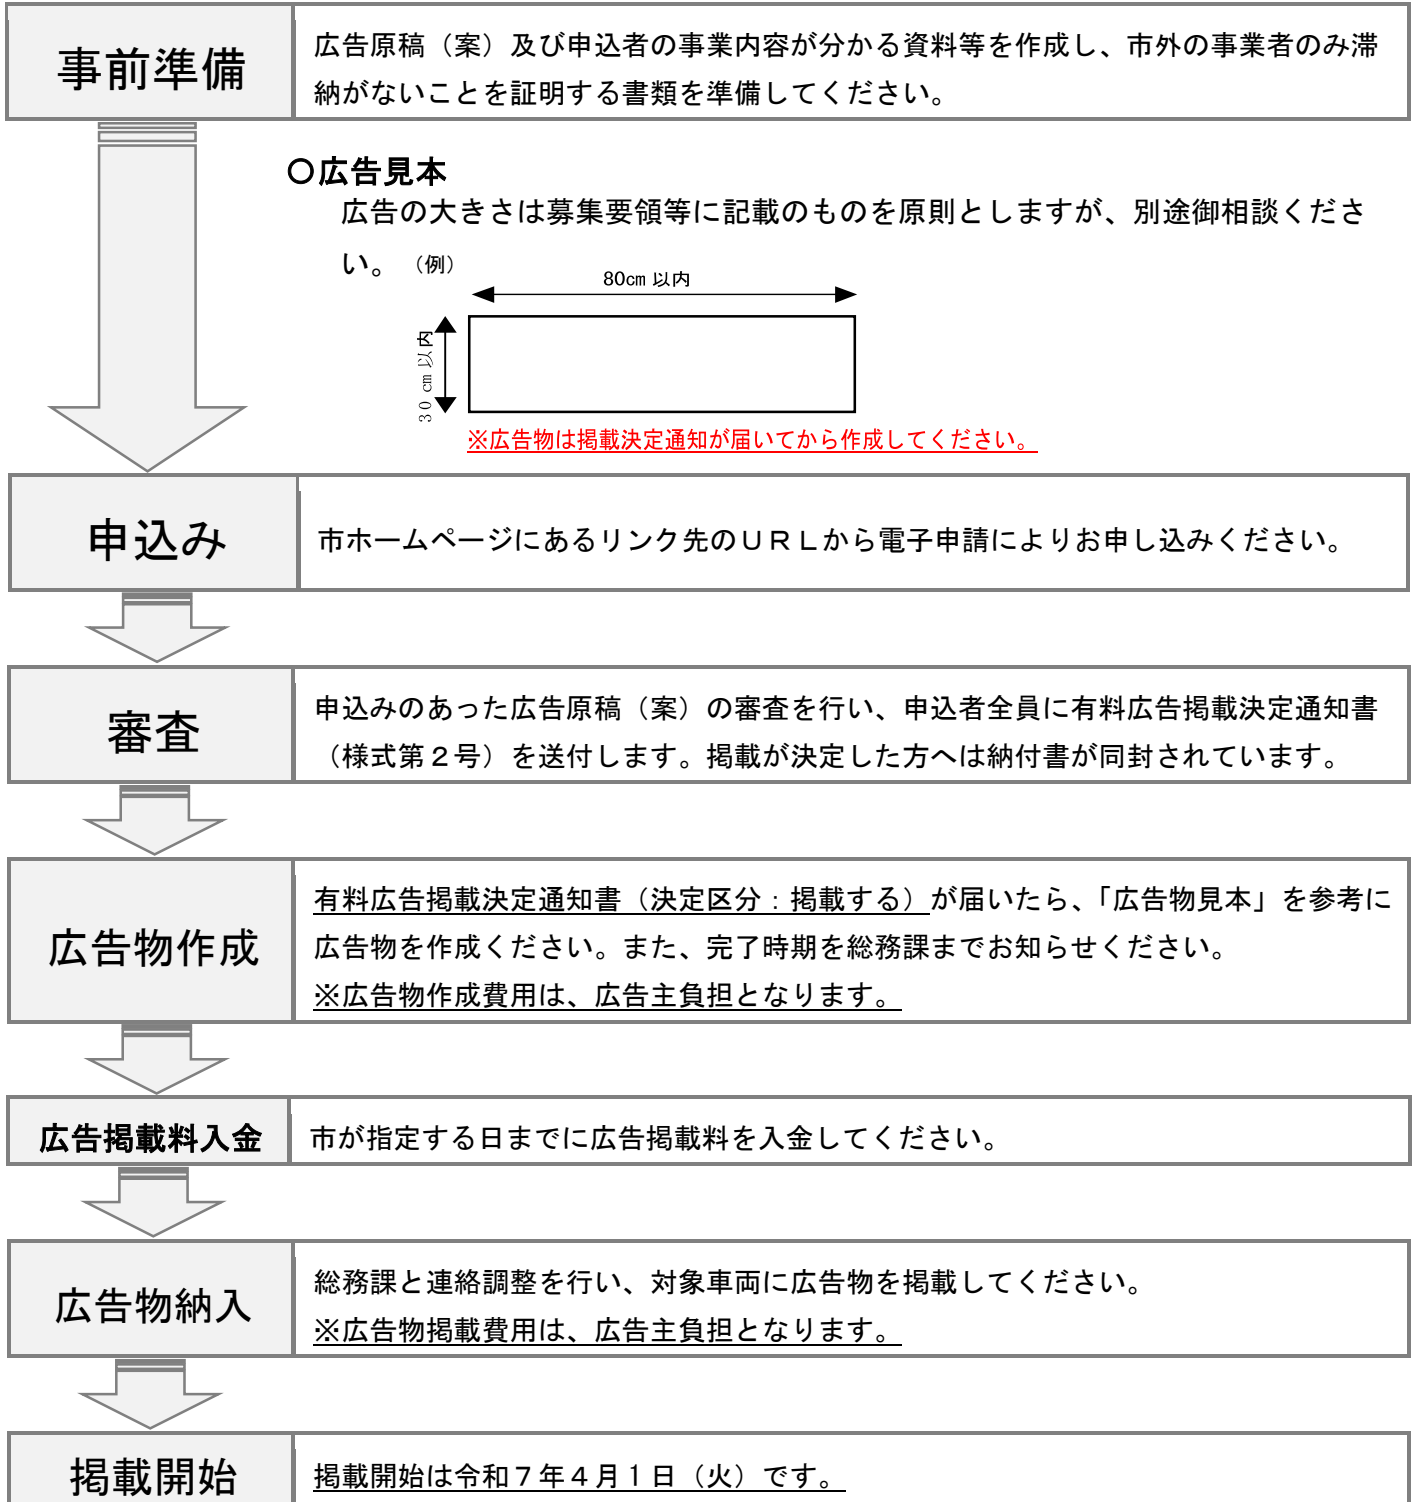 事前準備
広告原稿（案）及び申込者の事業内容が分かる資料等を作成し、市外の事業者のみ滞
納がないことを証明する書類を準備してください。
〇広告見本
広告の大きさは募集要領等に記載のものを原則としますが、別途御相談くださ
い。（例）
80㎝以内
30㎝以内
※広告物は掲載決定通知が届いてから作成してください。
申込み
市ホームページにあるリンク先のＵＲＬから電子申請によりお申し込みください。
審査
申込みのあった広告原稿（案）の審査を行い、申込者全員に有料広告掲載決定通知書
（様式第２号）を送付します。掲載が決定した方へは納付書が同封されています。
広告物作成
有料広告掲載決定通知書（決定区分：掲載する）が届いたら、「広告物見本」を参考に
広告物を作成ください。また、完了時期を総務課までお知らせください。
※広告物作成費用は、広告主負担となります。
広告掲載料入金
市が指定する日までに広告掲載料を入金してください。
広告物納入
総務課と連絡調整を行い、対象車両に広告物を掲載してください。
※広告物掲載費用は、広告主負担となります。
掲載開始
掲載開始は令和７年４月１日（火）です。